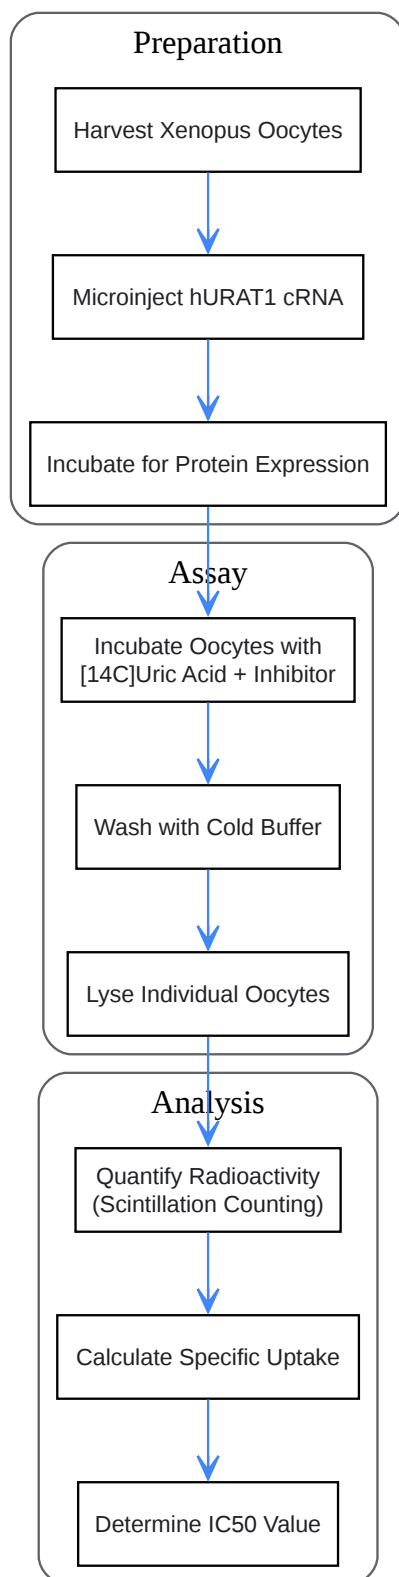 Preparation
Harvest Xenopus Oocytes
Microinject hURAT1 cRNA
Incubate for Protein Expression
Assay
Incubate Oocytes with
[14C]Uric Acid + Inhibitor
Wash with Cold Buffer
Lyse Individual Oocytes
Analysis
Quantify Radioactivity
(Scintillation Counting)
Calculate Specific Uptake
Determine IC50 Value